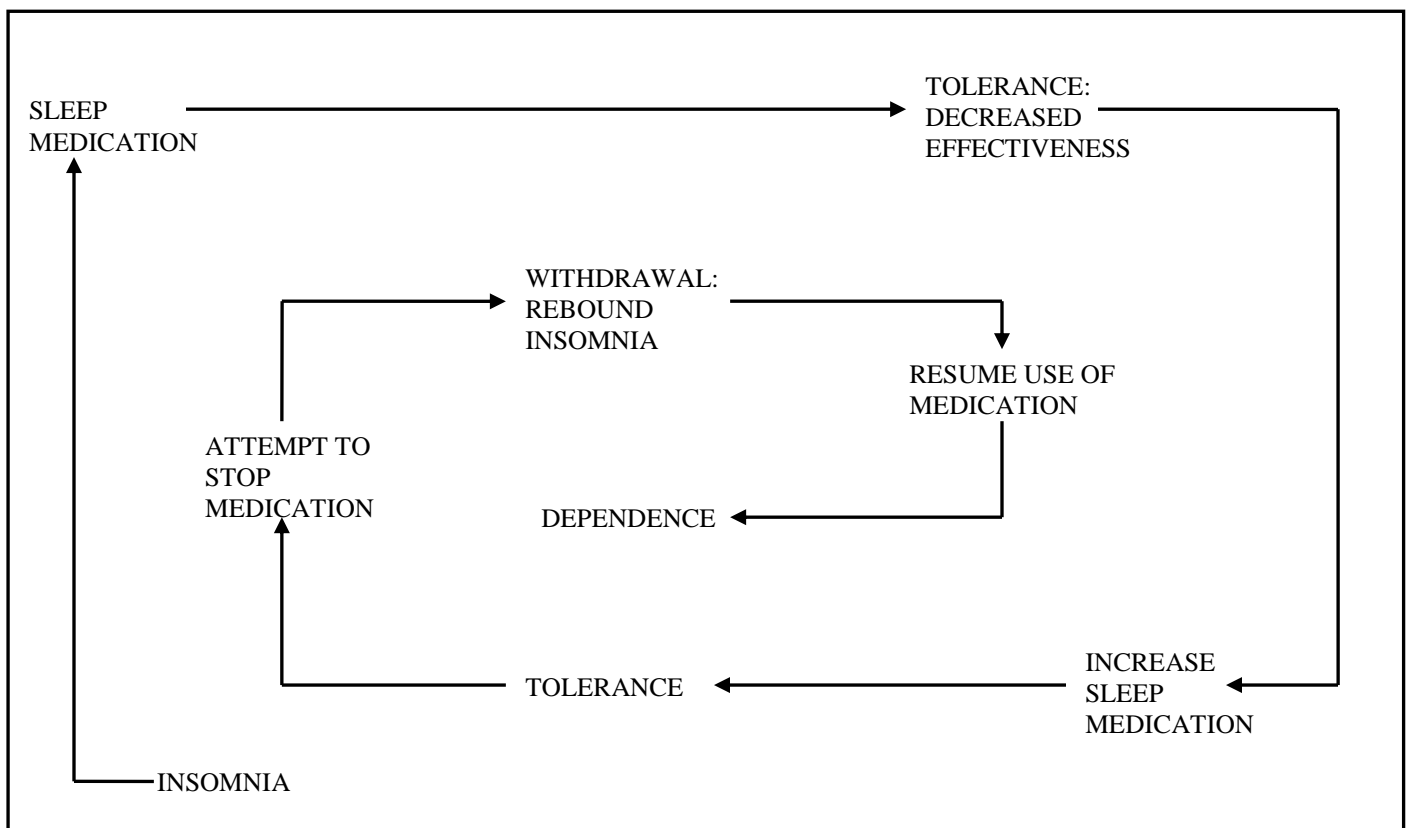 SLEEP
MEDICATION
TOLERANCE:
DECREASED
EFFECTIVENESS
WITHDRAWAL:
REBOUND
INSOMNIA
RESUME USE OF
MEDICATION
ATTEMPT TO
STOP
MEDICATION
DEPENDENCE
INCREASE
SLEEP
MEDICATION
TOLERANCE
INSOMNIA